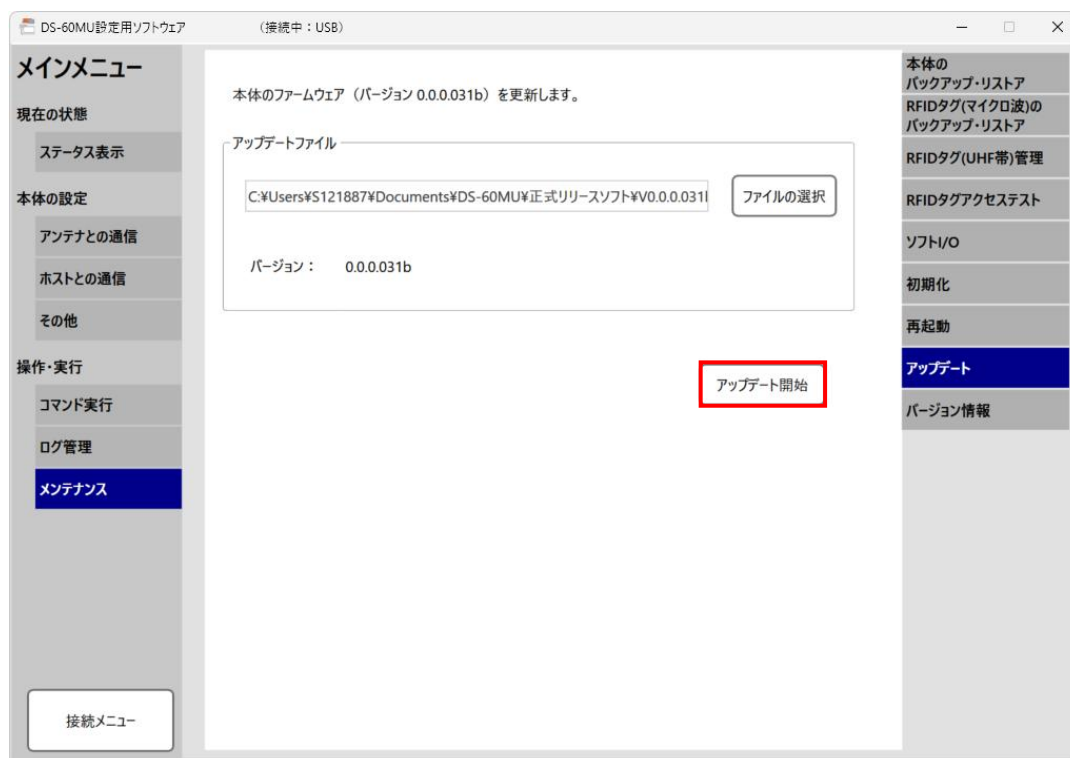 DS-60MU設定用ソフトウェア （接続中：USB）
メインメニュー
現在の状態
ステータス表示
本体の設定
アンテナとの通信
ホストとの通信
その他
操作・実行
コマンド実行
ログ管理
メンテナンス
接続メニュー
本体のファームウェア（バージョン 0.0.0.031b）を更新します。
アップデートファイル
C:¥Users¥S121887¥Documents¥DS-60MU¥正式リリースソフト¥V0.0.0.031
ファイルの選択
バージョン： 0.0.0.031b
アップデート開始
本体の
バックアップ・リストア
RFIDタグ(マイクロ波)の
バックアップ・リストア
RFIDタグ(UHF帯)管理
RFIDタグアクセステスト
ソフトI/O
初期化
再起動
アップデート
バージョン情報